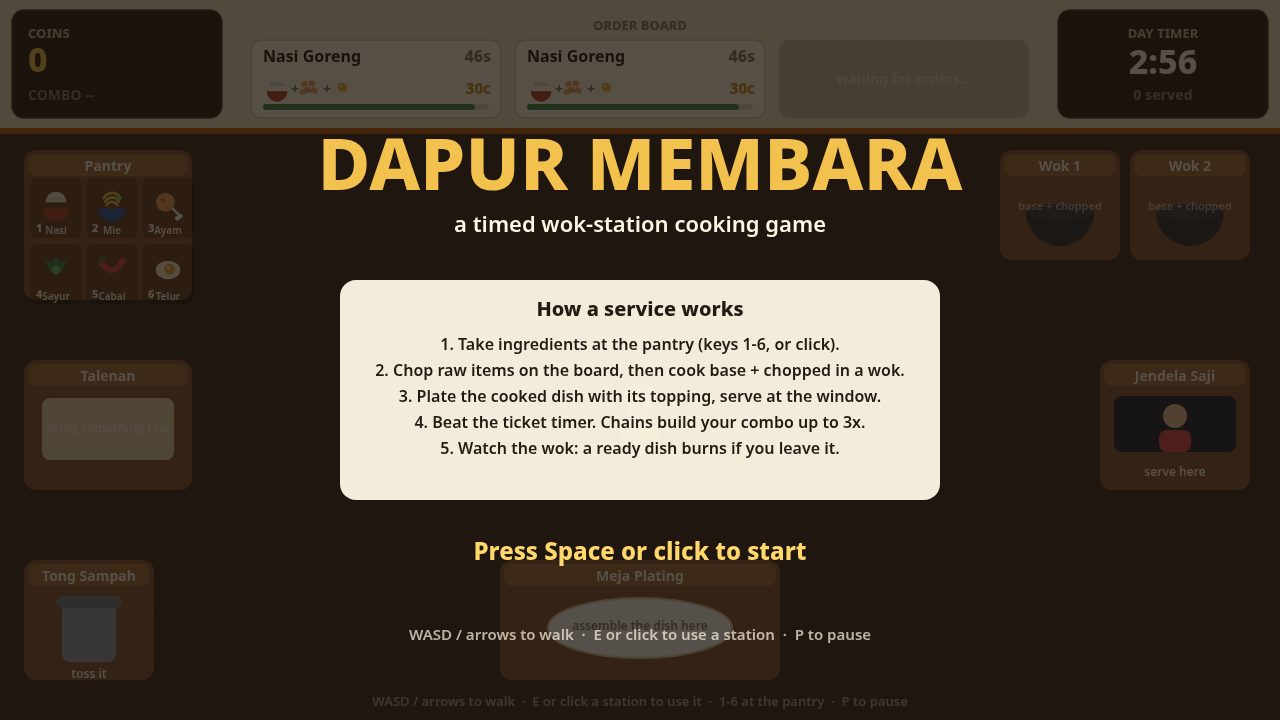 COINS
0
COMBO --
ORDER BOARD
Nasi Goreng 46s
+ +
30c
Nasi Goreng 46s
+ +
30c
waiting for orders...
DAY TIMER
2:56
0 served
DAPUR MEMBARA
a timed wok-station cooking game
Pantry
1 Nasi
2 Mie
3 Ayam
4 Sayur
5 Cabai
6 Telur
Wok 1
base + chopped
Wok 2
base + chopped
How a service works
1. Take ingredients at the pantry (keys 1-6, or click).
2. Chop raw items on the board, then cook base + chopped in a wok.
3. Plate the cooked dish with its topping, serve at the window.
4. Beat the ticket timer. Chains build your combo up to 3x.
5. Watch the wok: a ready dish burns if you leave it.
Talenan
bring something raw
Jendela Saji
serve here
Press Space or click to start
Tong Sampah
toss it
Meja Plating
assemble the dish here
WASD / arrows to walk · E or click to use a station · P to pause
WASD / arrows to walk · E or click a station to use it · 1-6 at the pantry · P to pause